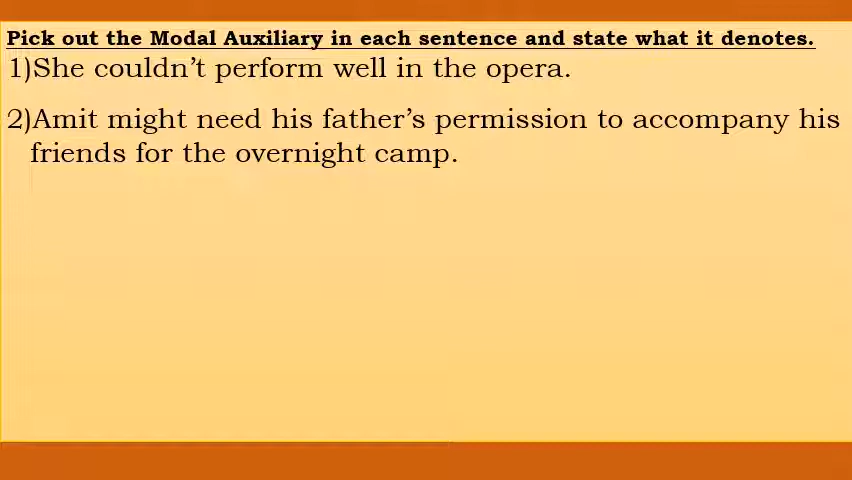 Pick out the Modal Auxiliary in each sentence and state what it denotes.
1)She couldn’t perform well in the opera.
2)Amit might need his father’s permission to accompany his
friends for the overnight camp.